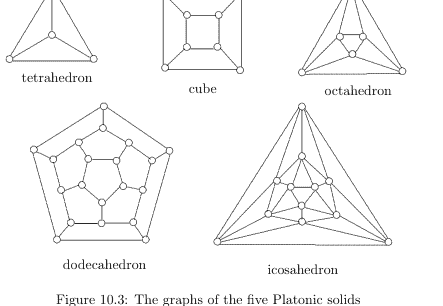 tetrahedron
cube
octahedron
dodecahedron
icosahedron
Figure 10.3: The graphs of the five Platonic solids